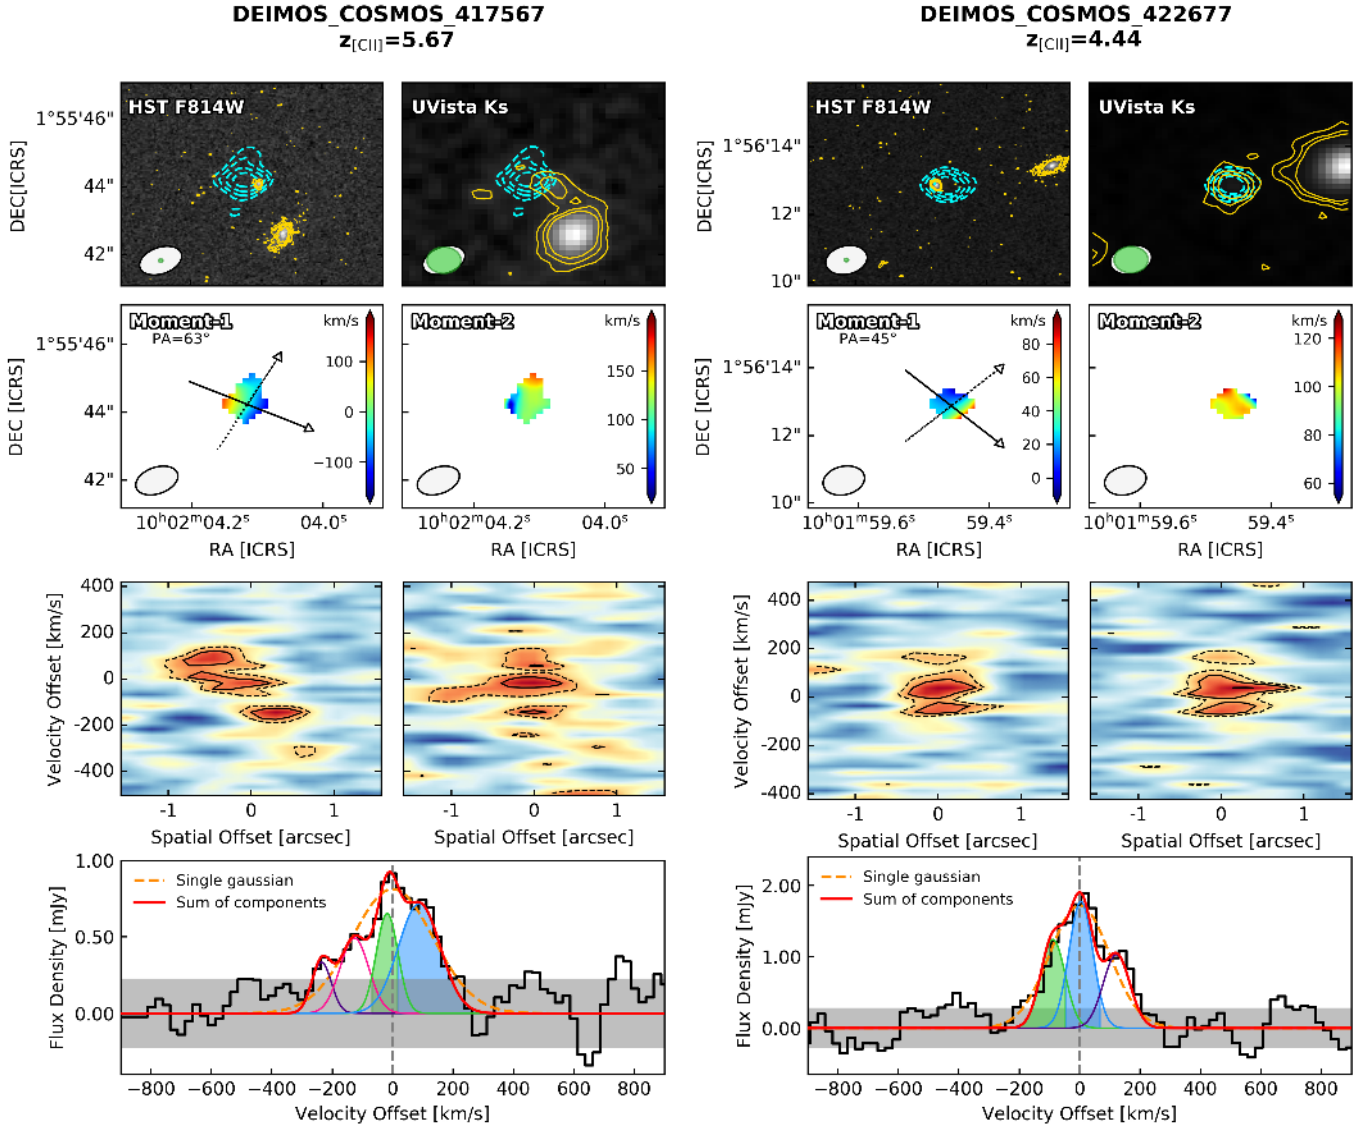 DEIMOS_COSMOS_417567
z[CII]=5.67
HST F814W
UVista Ks
DEC[ICRS]
1°55'46"
44"
42"
Moment-1
PA=63°
km/s
100
0
−100
Moment-2
km/s
150
100
50
DEC [ICRS]
1°55'46"
44"
42"
10h02m04.2s
04.0s
10h02m04.2s
04.0s
RA [ICRS]
RA [ICRS]
Velocity Offset [km/s]
400
200
0
-200
-400
-1
0
1
-1
0
1
Spatial Offset [arcsec]
Spatial Offset [arcsec]
Flux Density [mJy]
1.00
0.50
0.00
Single gaussian
Sum of components
−800
−600
−400
−200
0
200
400
600
800
Velocity Offset [km/s]
DEIMOS_COSMOS_422677
z[CII]=4.44
HST F814W
UVista Ks
DEC[ICRS]
1°56'14"
12"
10"
Moment-1
PA=45°
km/s
80
60
40
20
0
Moment-2
km/s
120
100
80
60
DEC [ICRS]
1°56'14"
12"
10"
10h01m59.6s
59.4s
10h01m59.6s
59.4s
RA [ICRS]
RA [ICRS]
Velocity Offset [km/s]
400
200
0
-200
-400
-1
0
1
-1
0
1
Spatial Offset [arcsec]
Spatial Offset [arcsec]
Flux Density [mJy]
2.00
1.00
0.00
Single gaussian
Sum of components
−800
−600
−400
−200
0
200
400
600
800
Velocity Offset [km/s]